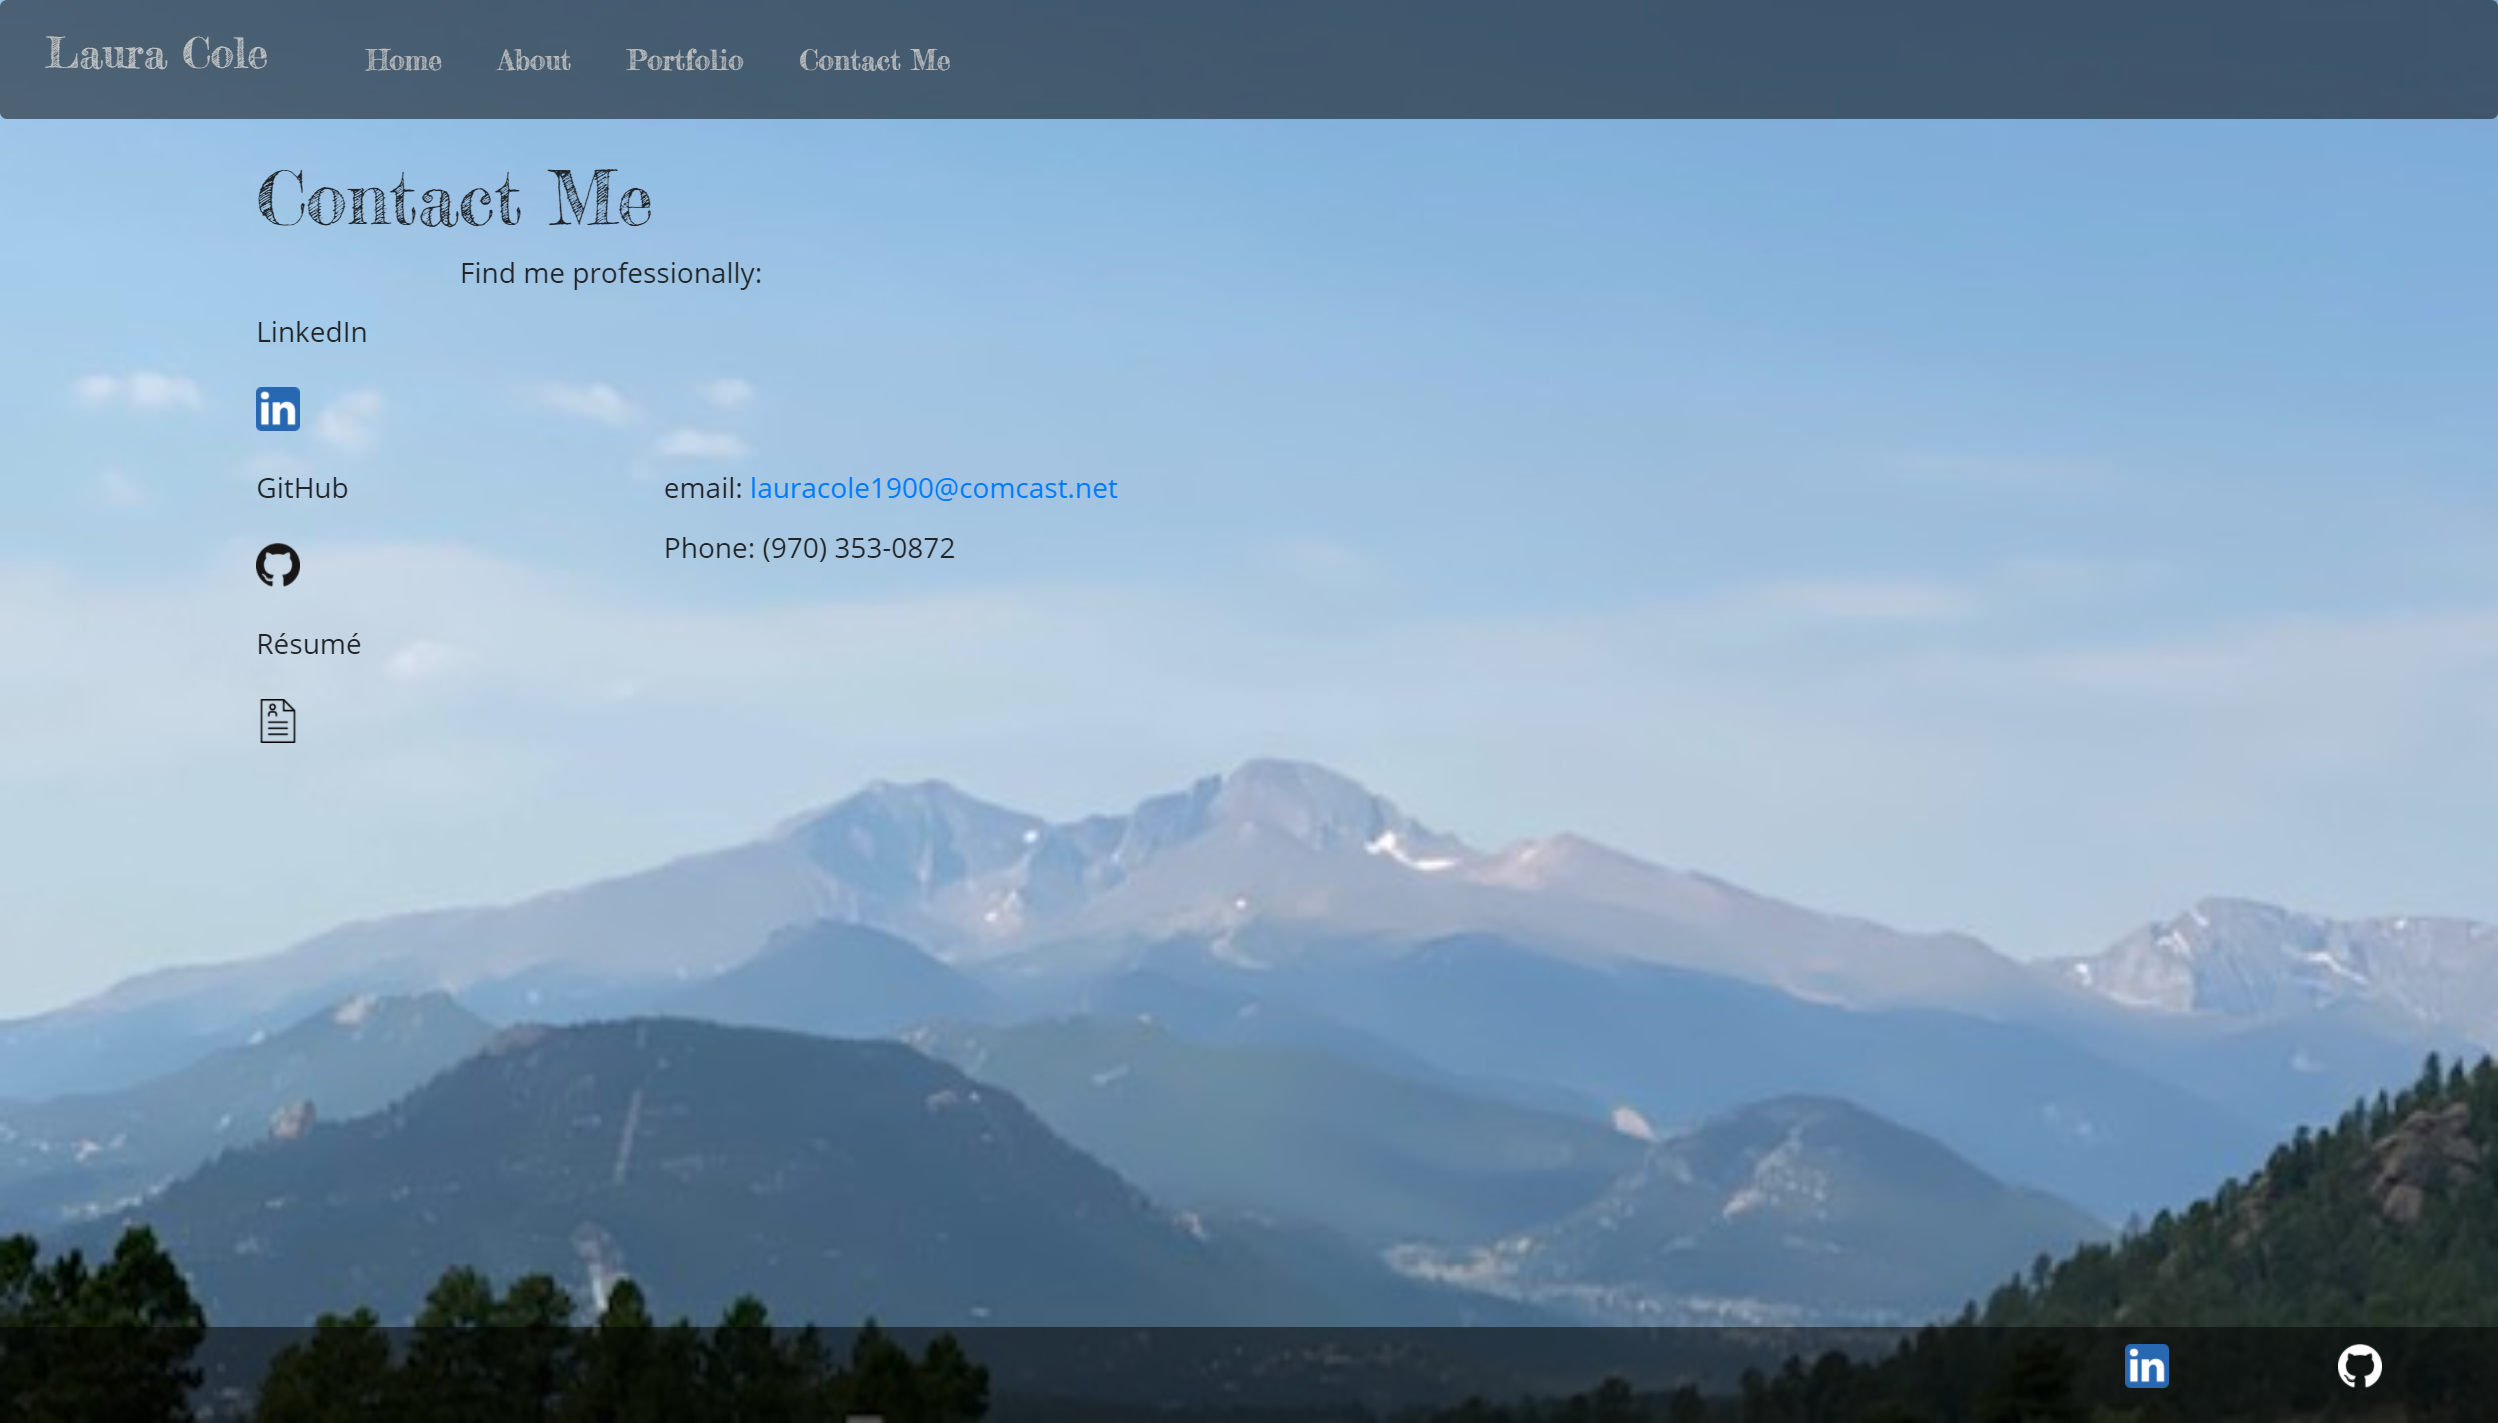 Laura Cole Home About Portfolio Contact Me
Contact Me
Find me professionally:
LinkedIn
in
GitHub
email: lauracole1900@comcast.net
Phone: (970) 353-0872
Résumé
in